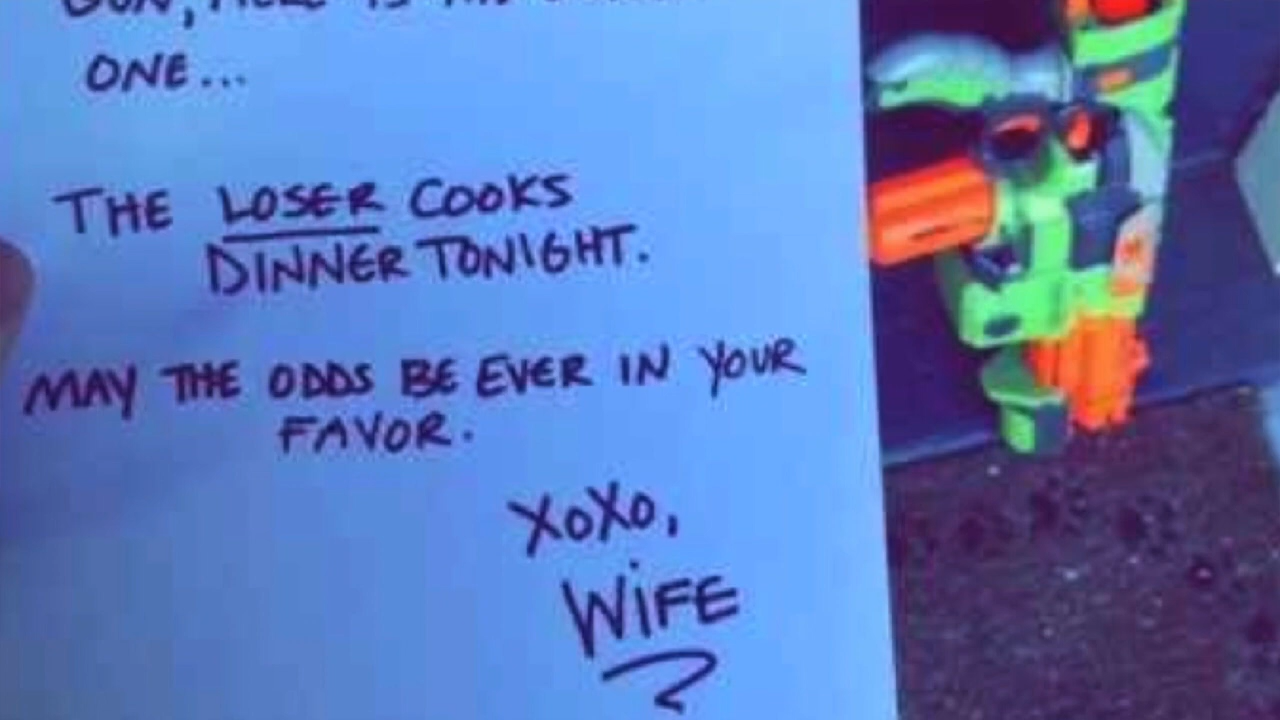 ONE...
THE LOSER COOKS
DINNER TONIGHT.
MAY THE ODDS BE EVER IN YOUR
FAVOR.
XOXO,
WIFE